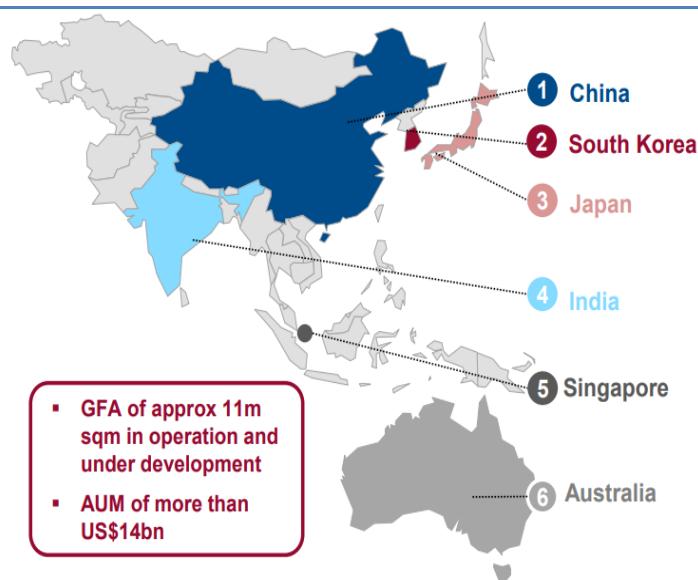 1 China
2 South Korea
3 Japan
4 India
5 Singapore
6 Australia
▪ GFA of approx 11m
sqm in operation and
under development
▪ AUM of more than
US$14bn